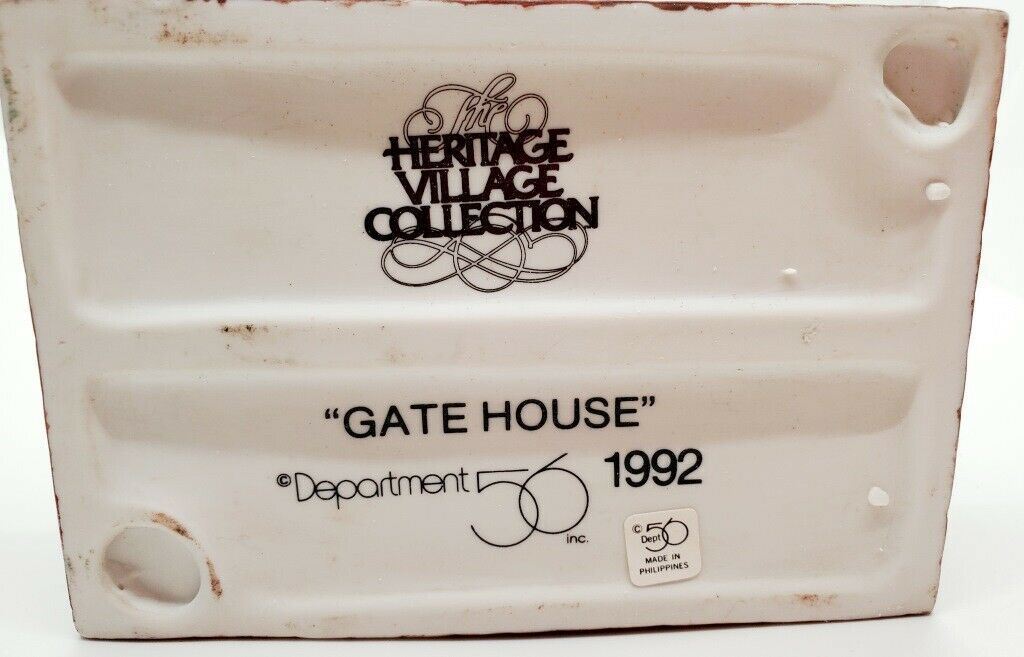 The
HERITAGE
VILLAGE
COLLECTION
“GATE HOUSE”
©Department 56 inc. 1992
© Dept 56
MADE IN
PHILIPPINES